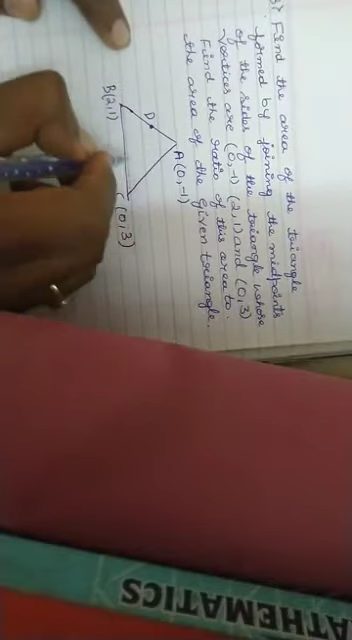 3) Find the area of the triangle
formed by joining the midpoints
of the sides of the triangle whose
vertices are (0,-1) (2,1) and (0,3)
Find the ratio of this area to
the area of the given triangle.
A(0,-1)
D
B(2,1)
C(0,3)
ATHEMATICS